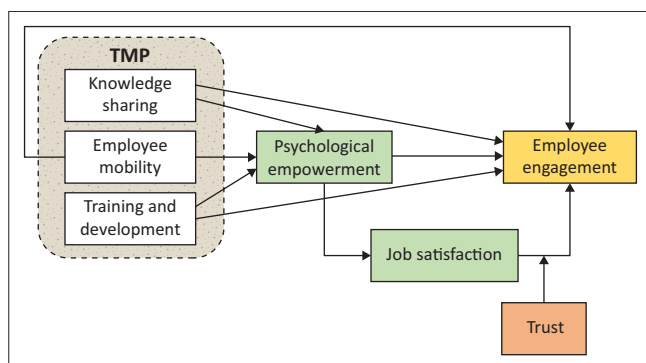 TMP
Knowledge
sharing
Employee
mobility
Training and
development
Psychological
empowerment
Employee
engagement
Job satisfaction
Trust